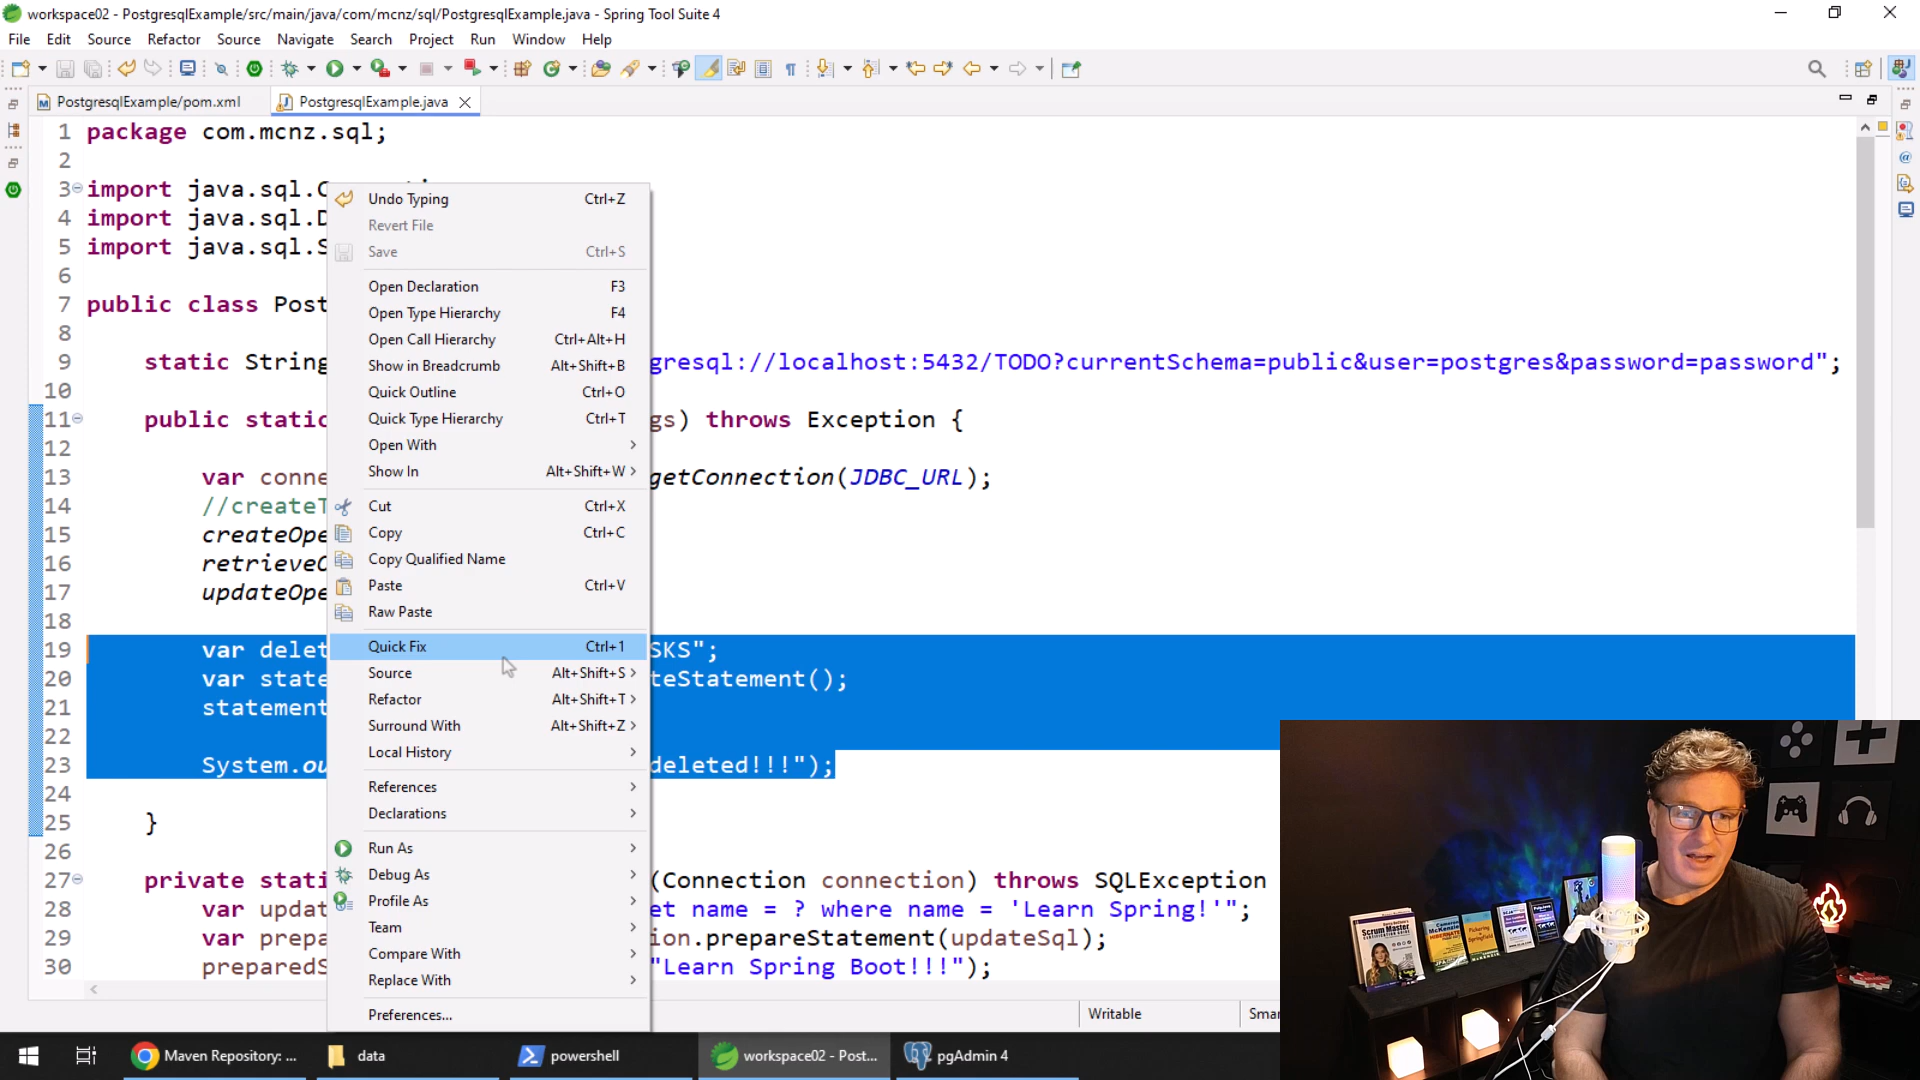 workspace02 - PostgresqlExample/src/main/java/com/mcnz/sql/PostgresqlExample.java - Spring Tool Suite 4
File Edit Source Refactor Source Navigate Search Project Run Window Help
PostgresqlExample/pom.xml PostgresqlExample.java
1 package com.mcnz.sql;
2
3 import java.sql.C
4 import java.sql.D
5 import java.sql.S
6
7 public class Post
8
9 static String gresql://localhost:5432/TODO?currentSchema=public&user=postgres&password=password";
10
11 public static gs) throws Exception {
12
13 var conne getConnection(JDBC_URL);
14 //createT
15 createOpe
16 retrieveO
17 updateOpe
18
19 var delet SKS";
20 var state teStatement();
21 statement
22
23 System.ou deleted!!!");
24
25 }
26
27 private stati (Connection connection) throws SQLException
28 var updat et name = ? where name = 'Learn Spring!'";
29 var prepa ion.prepareStatement(updateSql);
30 preparedS "Learn Spring Boot!!!");
Undo Typing Ctrl+Z
Revert File
Save Ctrl+S
Open Declaration F3
Open Type Hierarchy F4
Open Call Hierarchy Ctrl+Alt+H
Show in Breadcrumb Alt+Shift+B
Quick Outline Ctrl+O
Quick Type Hierarchy Ctrl+T
Open With
Show In Alt+Shift+W
Cut Ctrl+X
Copy Ctrl+C
Copy Qualified Name
Paste Ctrl+V
Raw Paste
Quick Fix Ctrl+1
Source Alt+Shift+S
Refactor Alt+Shift+T
Surround With Alt+Shift+Z
Local History
References
Declarations
Run As
Debug As
Profile As
Team
Compare With
Replace With
Preferences...
Writable Smar
Scrum Master
Maven Repository: ... data powershell workspace02 - Post... pgAdmin 4